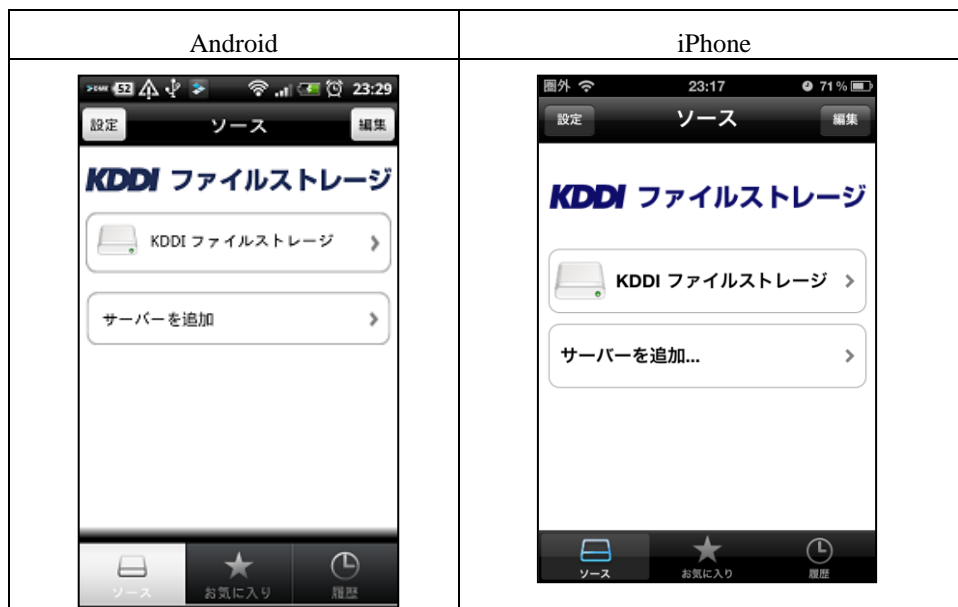 Android
iPhone
52 23:29
設定 ソース 編集
KDDI ファイルストレージ
KDDI ファイルストレージ
サーバーを追加
ソース お気に入り 履歴
圏外 23:17 71%
設定 ソース 編集
KDDI ファイルストレージ
KDDI ファイルストレージ
サーバーを追加...
ソース お気に入り 履歴